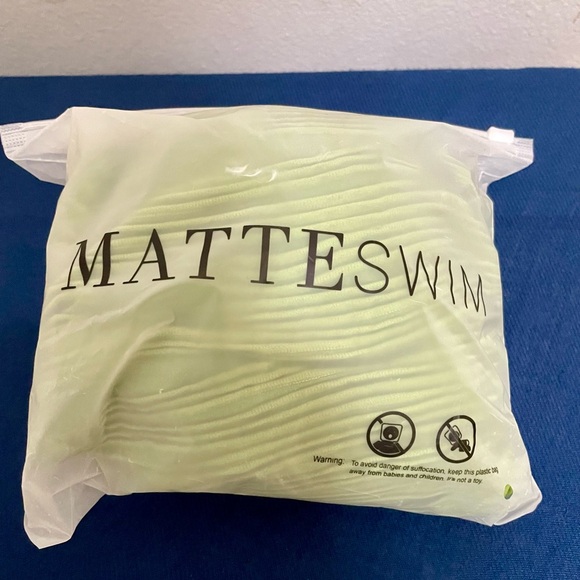 MATTESWIM
Warning: To avoid danger of suffocation, keep this plastic bag
away from babies and children. It's not a toy.